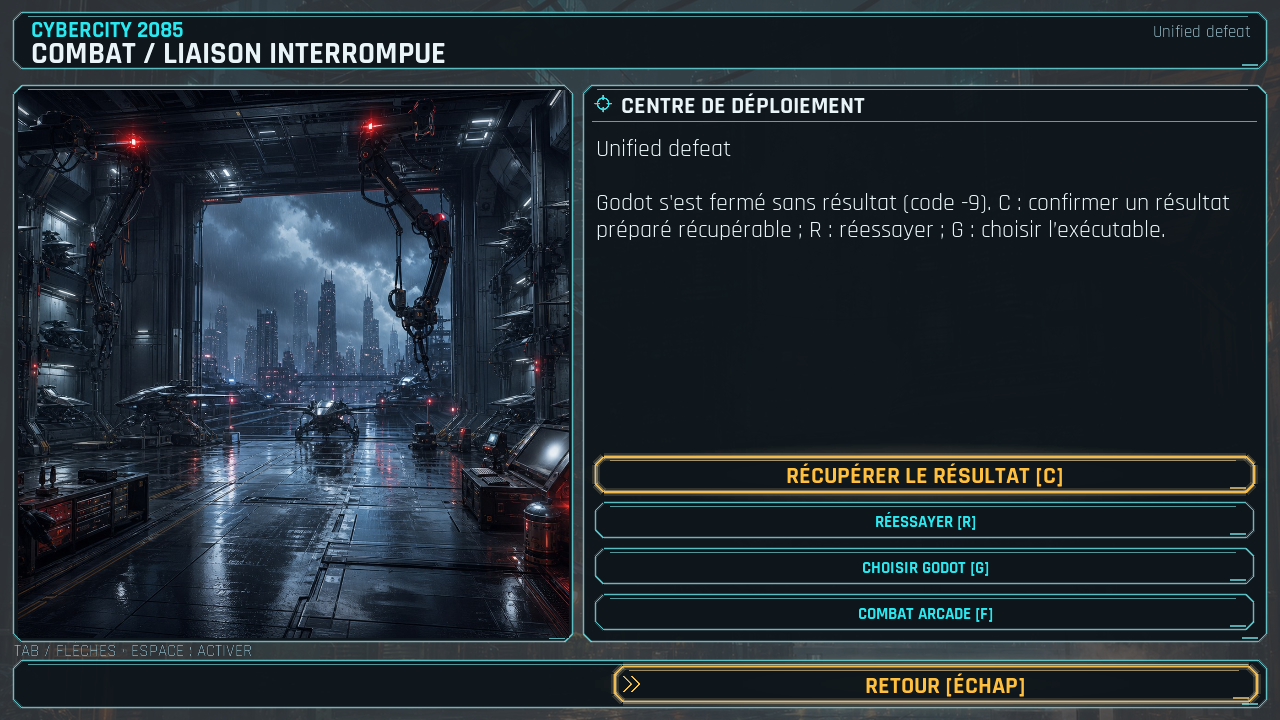 CYBERCITY 2085
COMBAT / LIAISON INTERROMPUE
Unified defeat
CENTRE DE DÉPLOIEMENT
Unified defeat
Godot s'est fermé sans résultat (code -9). C : confirmer un résultat
préparé récupérable ; R : réessayer ; G : choisir l'exécutable.
RÉCUPÉRER LE RÉSULTAT [C]
RÉESSAYER [R]
CHOISIR GODOT [G]
COMBAT ARCADE [F]
TAB / FLECHES · ESPACE : ACTIVER
RETOUR [ÉCHAP]